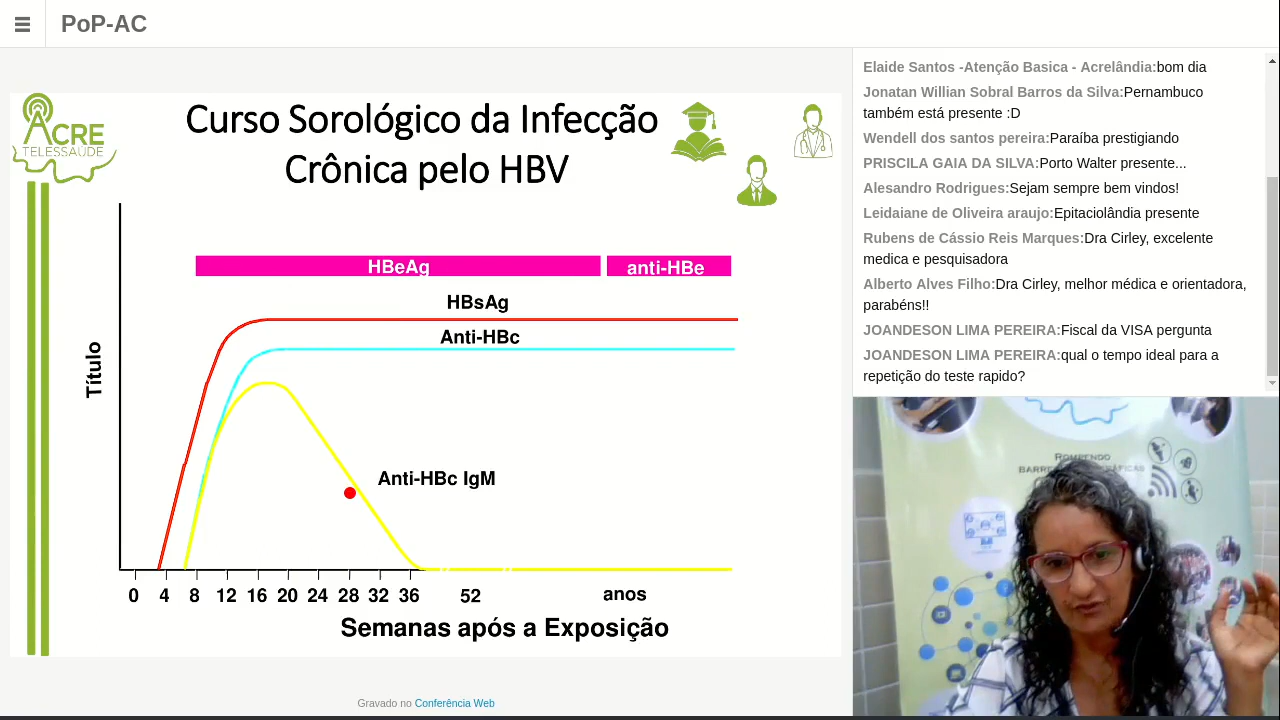 PoP-AC
ACRE
TELESSAÚDE
Curso Sorológico da Infecção
Crônica pelo HBV
HBeAg
anti-HBe
HBsAg
Anti-HBc
Título
Anti-HBc IgM
0 4 8 12 16 20 24 28 32 36 52 anos
Semanas após a Exposição
Gravado no Conferência Web
Elaide Santos -Atenção Basica - Acrelândia:bom dia
Jonatan Willian Sobral Barros da Silva:Pernambuco
também está presente :D
Wendell dos santos pereira:Paraíba prestigiando
PRISCILA GAIA DA SILVA:Porto Walter presente...
Alesandro Rodrigues:Sejam sempre bem vindos!
Leidaiane de Oliveira araujo:Epitaciolândia presente
Rubens de Cássio Reis Marques:Dra Cirley, excelente
medica e pesquisadora
Alberto Alves Filho:Dra Cirley, melhor médica e orientadora,
parabéns!!
JOANDESON LIMA PEREIRA:Fiscal da VISA pergunta
JOANDESON LIMA PEREIRA:qual o tempo ideal para a
repetição do teste rapido?
ROMPENDO